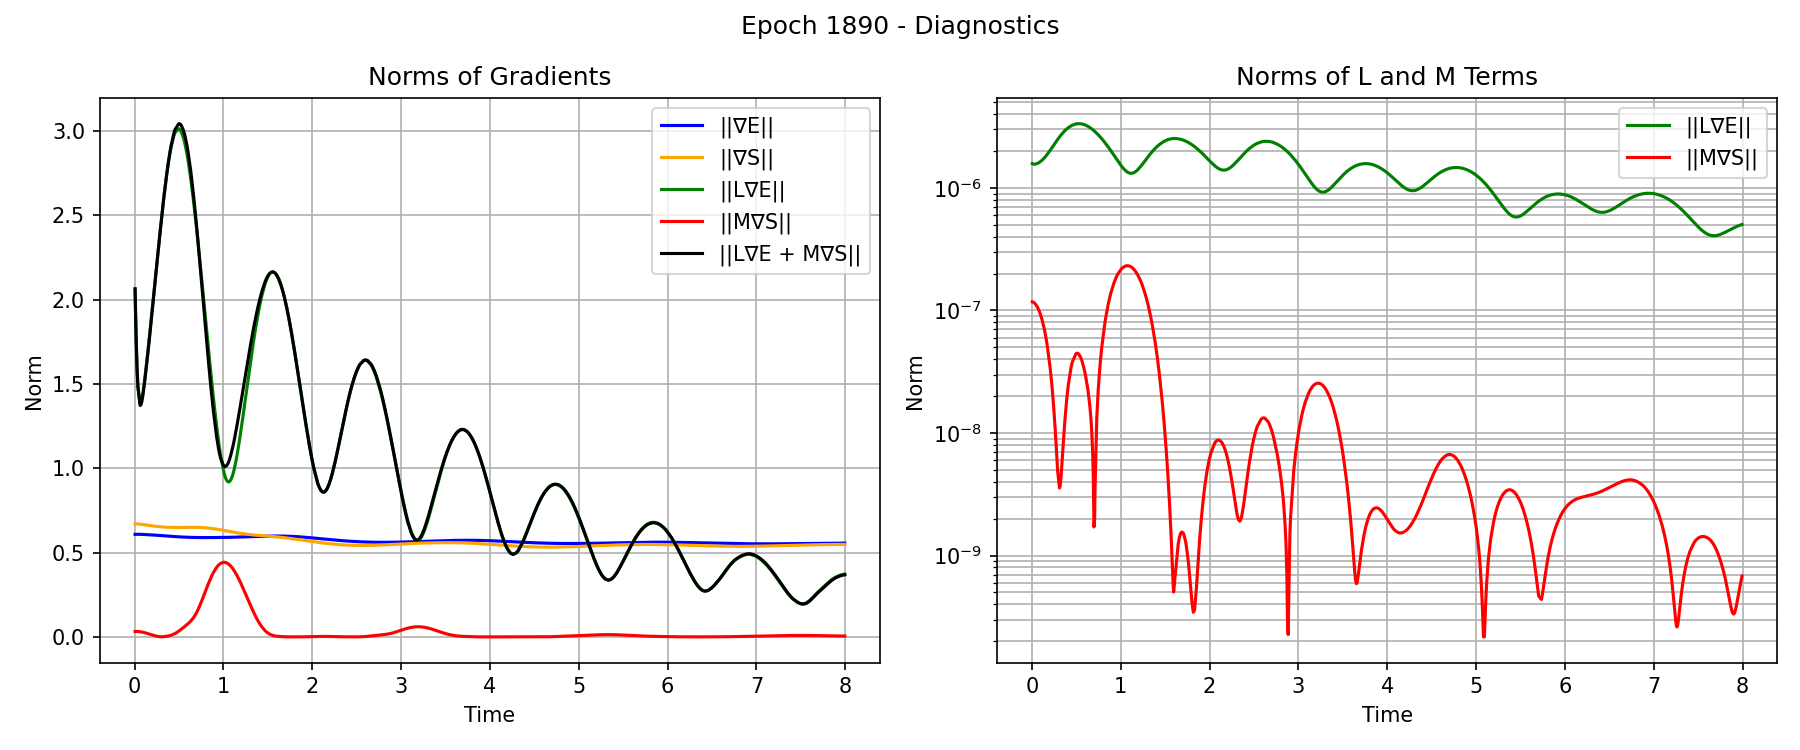 Epoch 1890 - Diagnostics
Norms of Gradients
Norm
3.0
2.5
2.0
1.5
1.0
0.5
0.0
||∇E||
||∇S||
||L∇E||
||M∇S||
||L∇E + M∇S||
0 1 2 3 4 5 6 7 8
Time
Norms of L and M Terms
Norm
10⁻⁶
10⁻⁷
10⁻⁸
10⁻⁹
||L∇E||
||M∇S||
0 1 2 3 4 5 6 7 8
Time